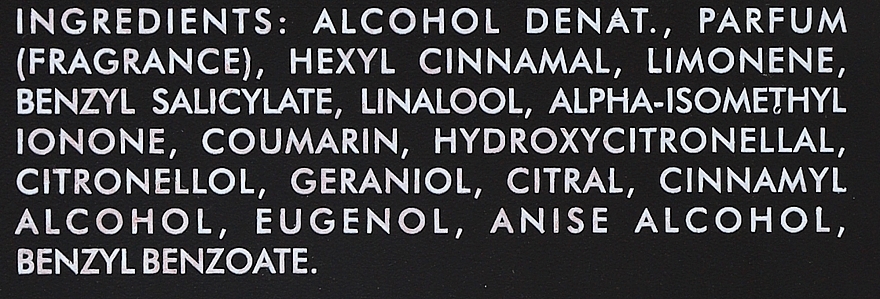 INGREDIENTS: ALCOHOL DENAT., PARFUM
(FRAGRANCE), HEXYL CINNAMAL, LIMONENE,
BENZYL SALICYLATE, LINALOOL, ALPHA-ISOMETHYL
IONONE, COUMARIN, HYDROXYCITRONELLAL,
CITRONELLOL, GERANIOL, CITRAL, CINNAMYL
ALCOHOL, EUGENOL, ANISE ALCOHOL,
BENZYL BENZOATE.